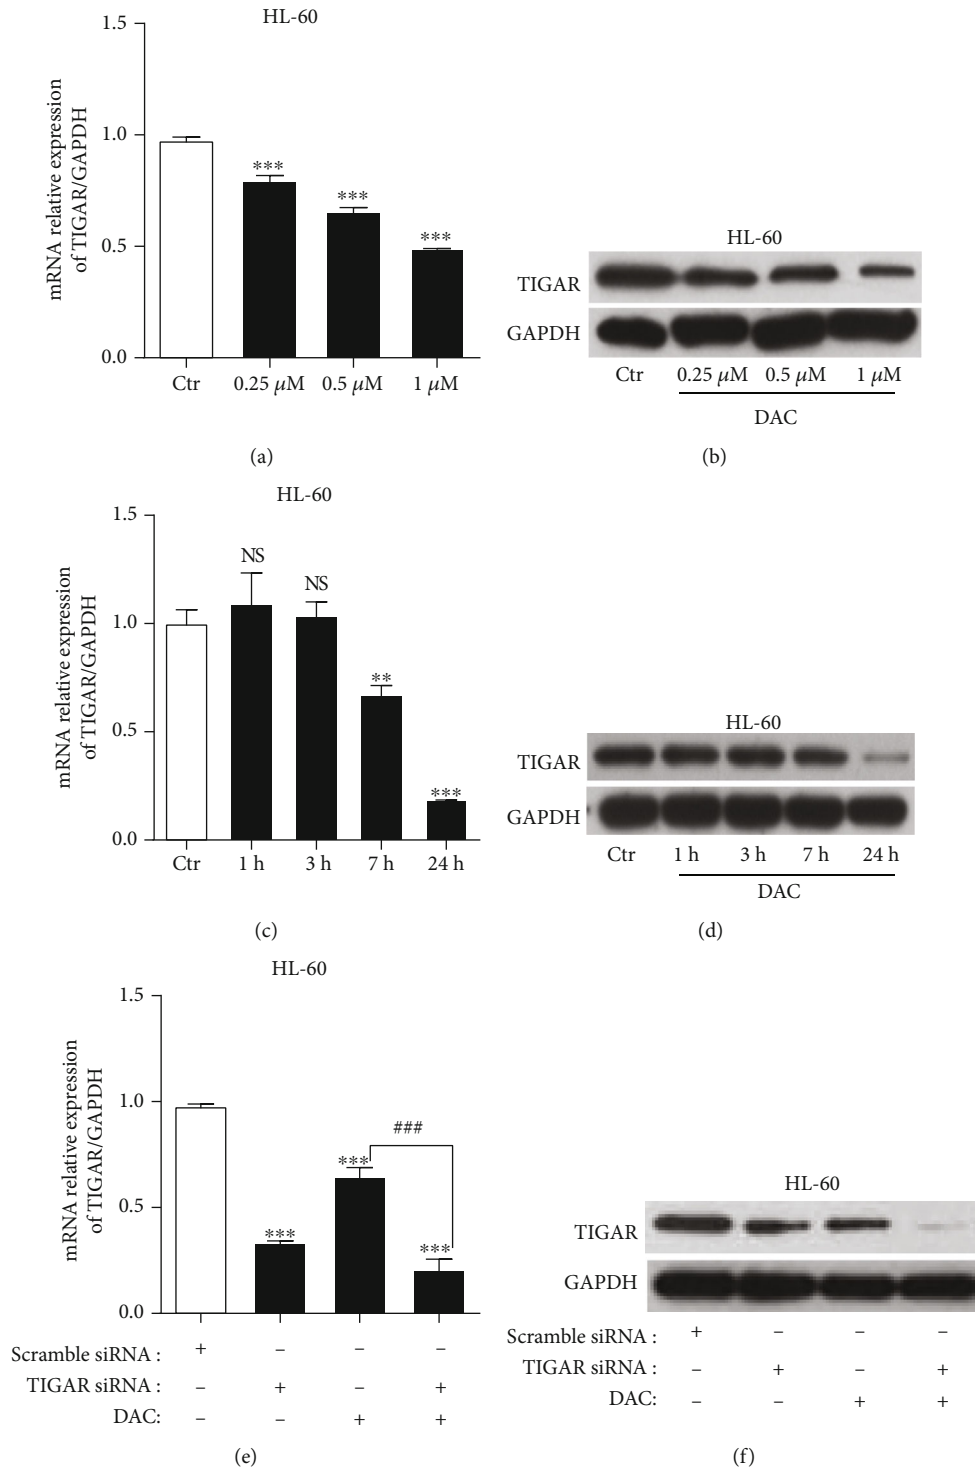 HL-60
1.5
1.0
0.5
0.0
mRNA relative expression
of TIGAR/GAPDH
***
***
***
Ctr 0.25 μM 0.5 μM 1 μM
(a)
HL-60
TIGAR
GAPDH
Ctr 0.25 μM 0.5 μM 1 μM
DAC
(b)
HL-60
1.5
1.0
0.5
0.0
mRNA relative expression
of TIGAR/GAPDH
NS
NS
**
***
Ctr 1 h 3 h 7 h 24 h
(c)
HL-60
TIGAR
GAPDH
Ctr 1 h 3 h 7 h 24 h
DAC
(d)
HL-60
1.5
1.0
0.5
0.0
mRNA relative expression
of TIGAR/GAPDH
***
***
***
###
Scramble siRNA : + – – –
TIGAR siRNA : – + – +
DAC: – – + +
(e)
HL-60
TIGAR
GAPDH
Scramble siRNA : + – – –
TIGAR siRNA : – + – +
DAC: – – + +
(f)